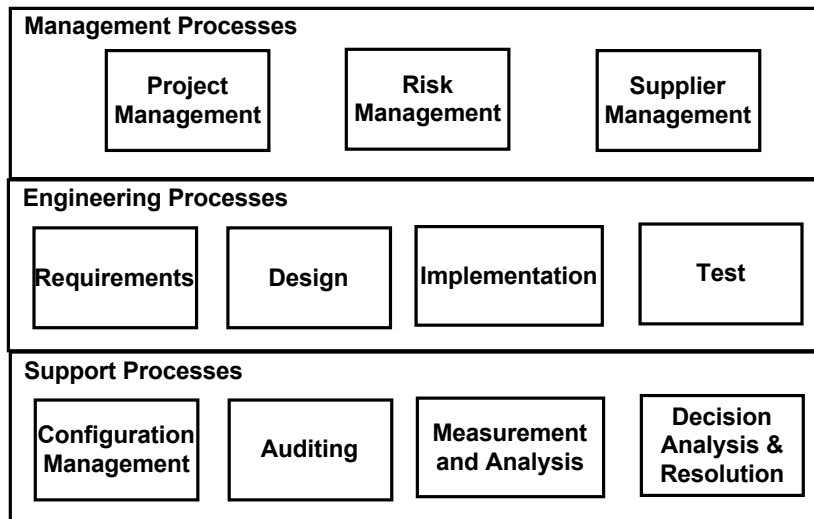 Management Processes
Project
Management
Risk
Management
Supplier
Management
Engineering Processes
Requirements
Design
Implementation
Test
Support Processes
Configuration
Management
Auditing
Measurement
and Analysis
Decision
Analysis &
Resolution